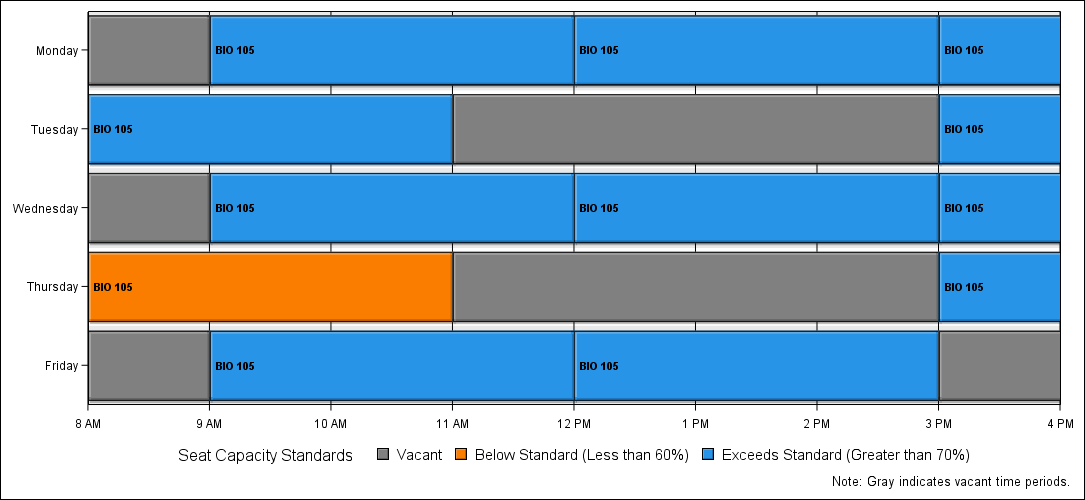 Monday BIO 105 BIO 105 BIO 105
Tuesday BIO 105 BIO 105
Wednesday BIO 105 BIO 105 BIO 105
Thursday BIO 105 BIO 105
Friday BIO 105 BIO 105
8 AM 9 AM 10 AM 11 AM 12 PM 1 PM 2 PM 3 PM 4 PM
Seat Capacity Standards Vacant Below Standard (Less than 60%) Exceeds Standard (Greater than 70%)
Note: Gray indicates vacant time periods.